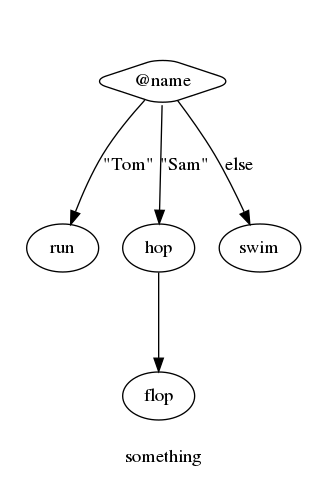 @name
"Tom" "Sam" else
run hop swim
flop
something